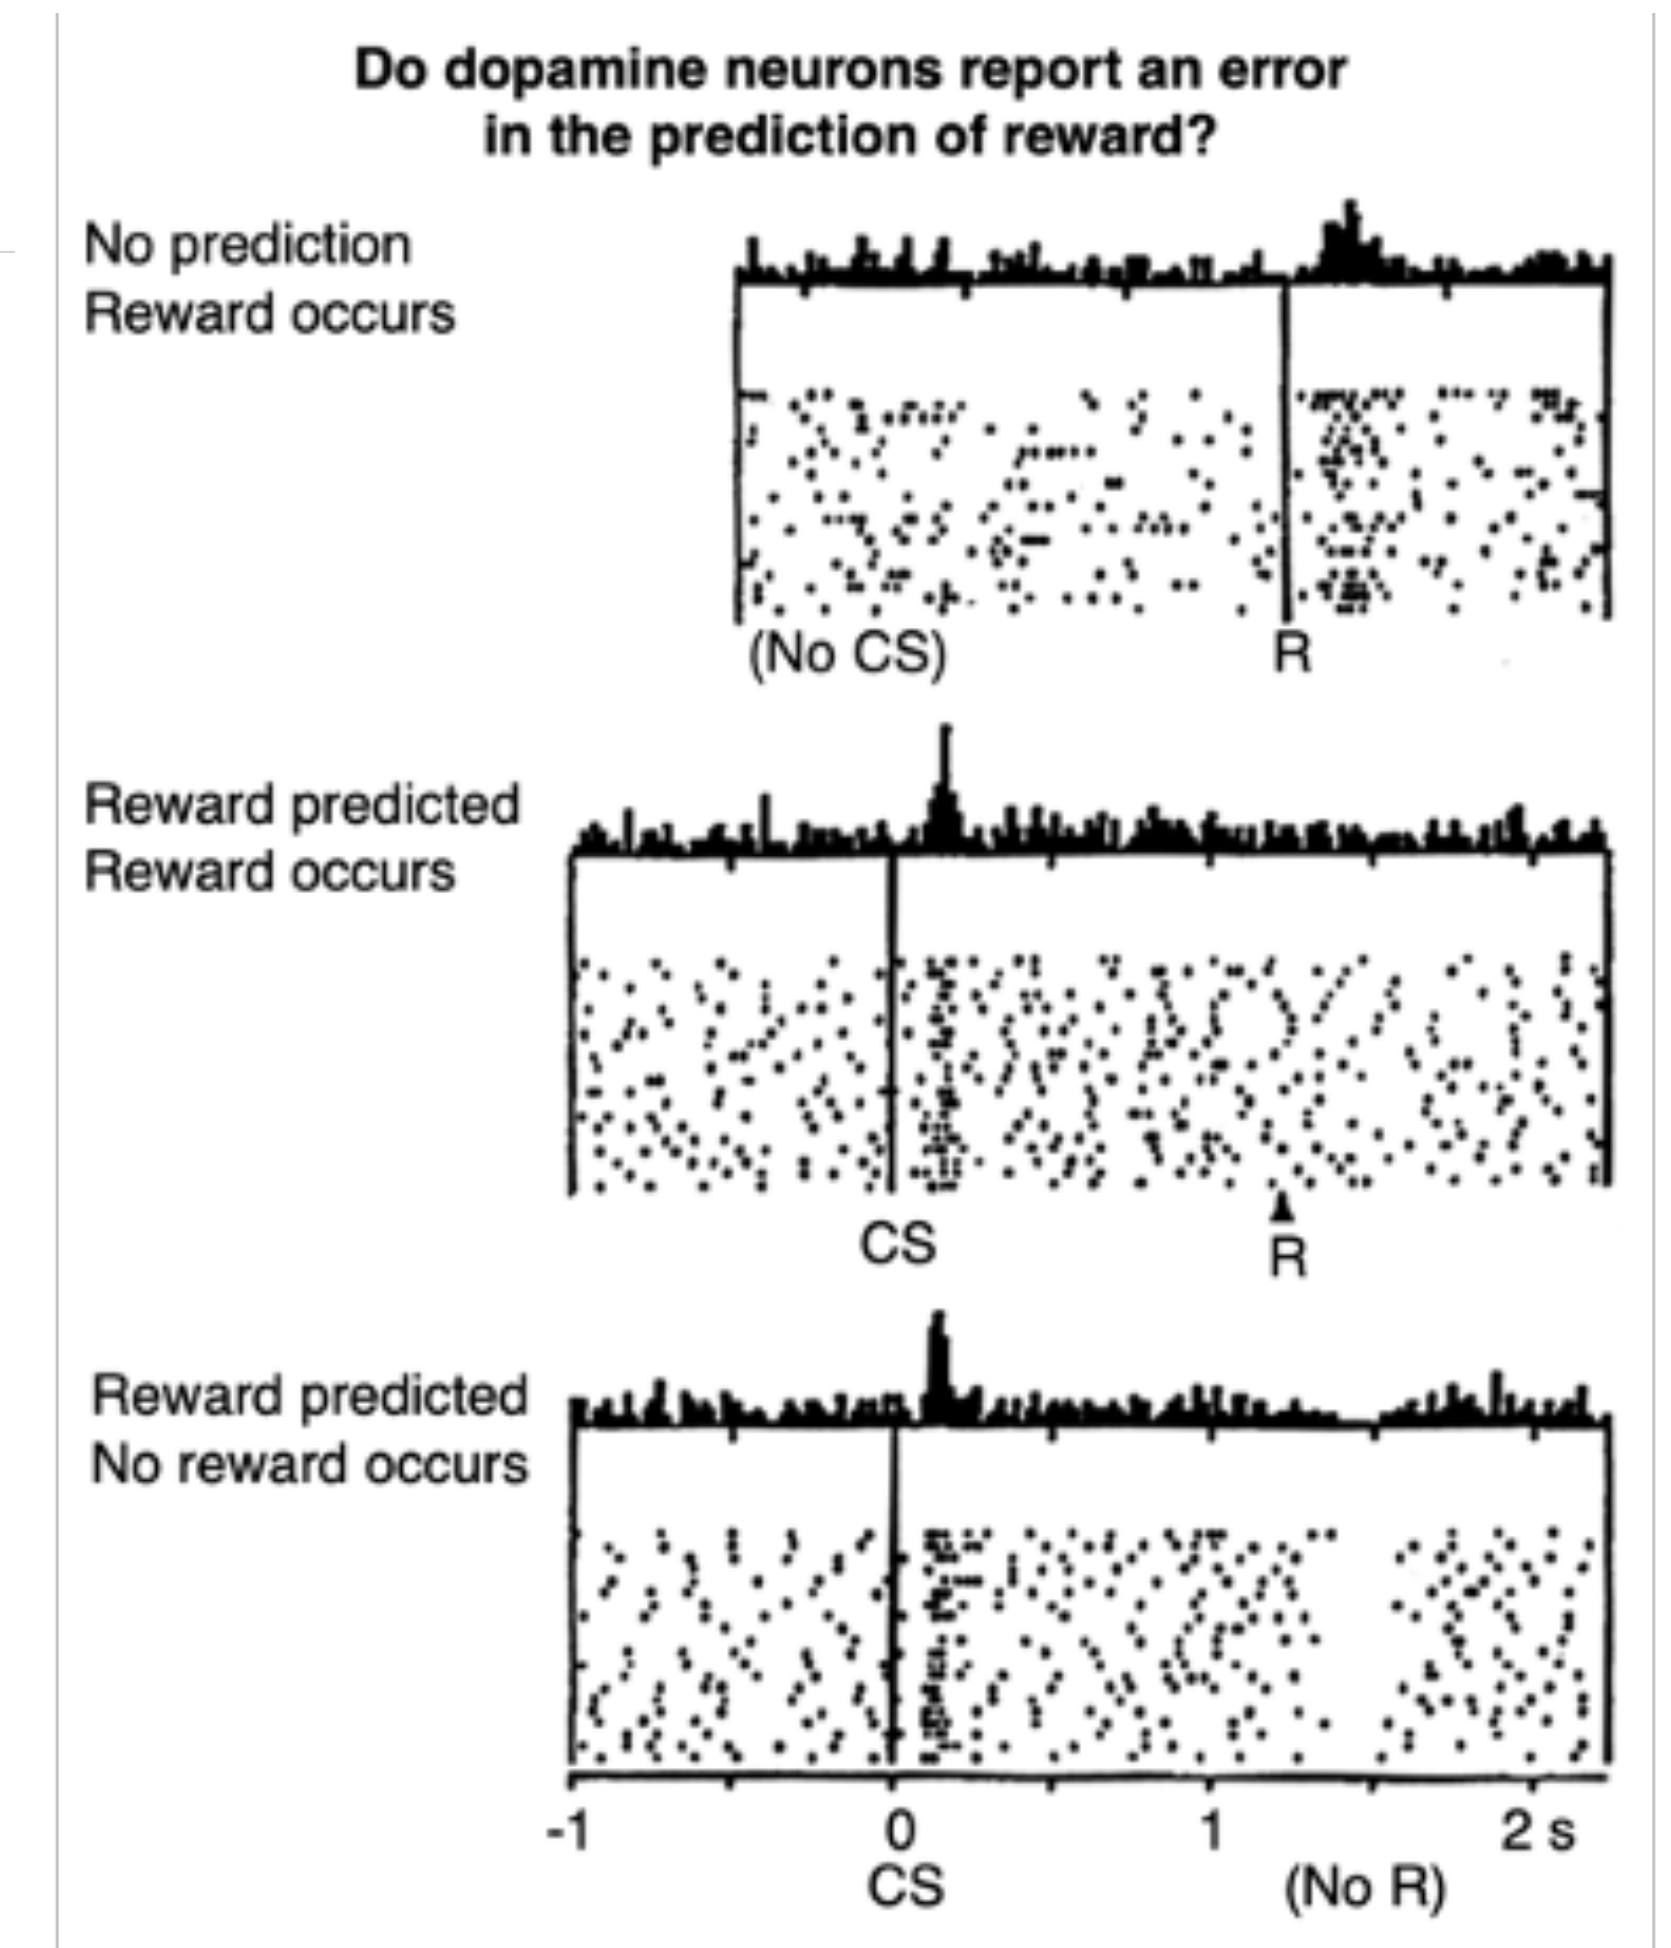 Do dopamine neurons report an error
in the prediction of reward?
No prediction
Reward occurs
(No CS)
R
Reward predicted
Reward occurs
CS
R
Reward predicted
No reward occurs
-1
0
1
2 s
CS
(No R)